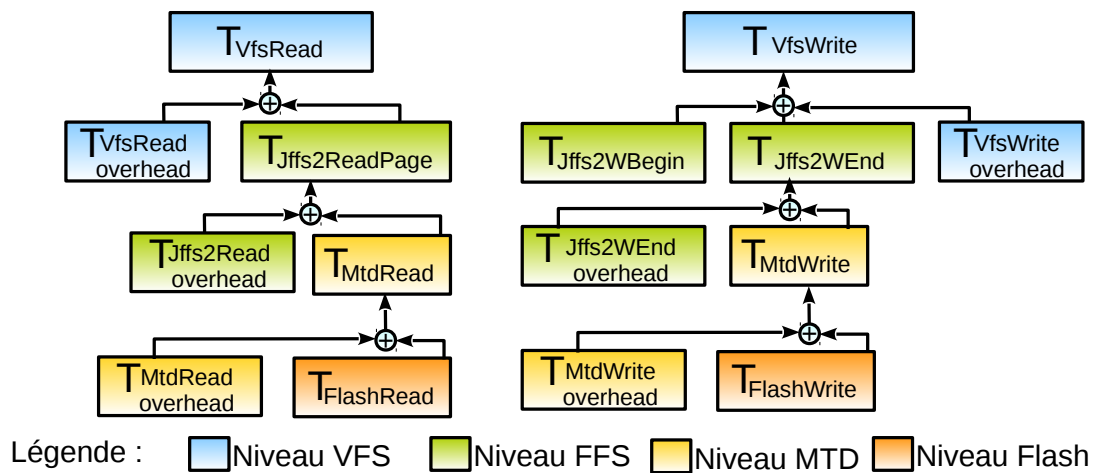 TVfsRead
T VfsWrite
TVfsRead
overhead
TJffs2ReadPage
TJffs2WBegin
T Jffs2WEnd
TVfsWrite
overhead
TJffs2Read
overhead
TMtdRead
T Jffs2WEnd
overhead
TMtdWrite
TMtdRead
overhead
TFlashRead
TMtdWrite
overhead
TFlashWrite
Légende : Niveau VFS Niveau FFS Niveau MTD Niveau Flash